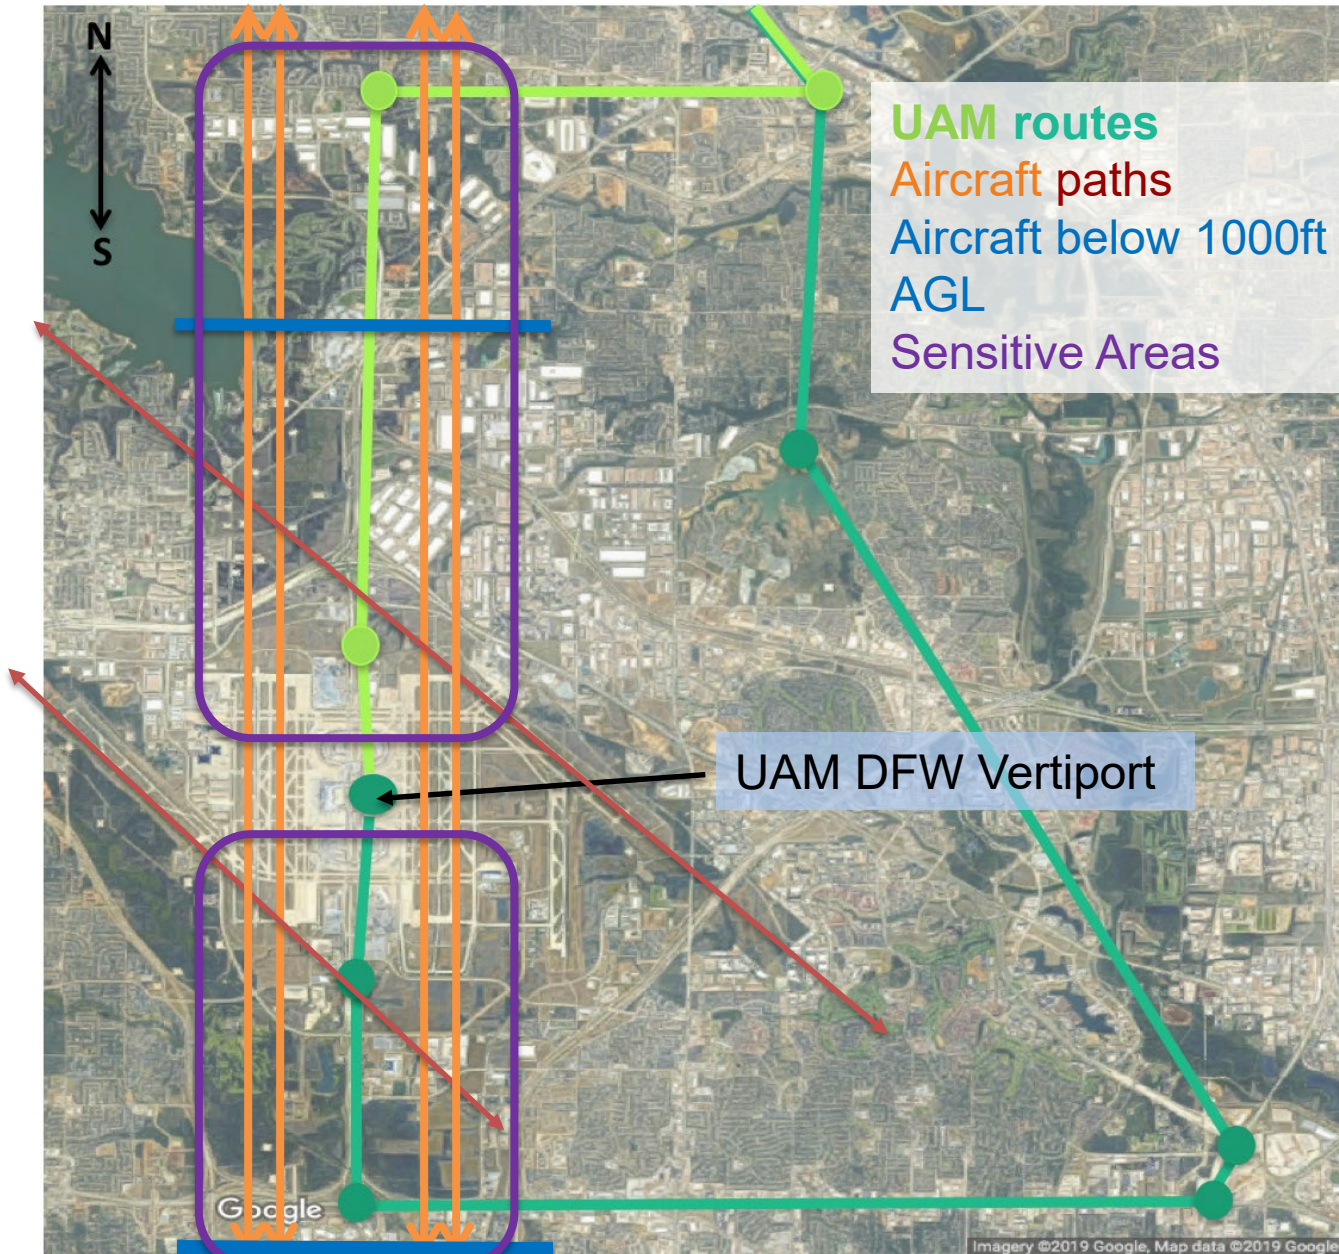 N
S
UAM routes
Aircraft paths
Aircraft below 1000ft
AGL
Sensitive Areas
UAM DFW Vertiport
Google
Imagery ©2019 Google, Map data ©2019 Google